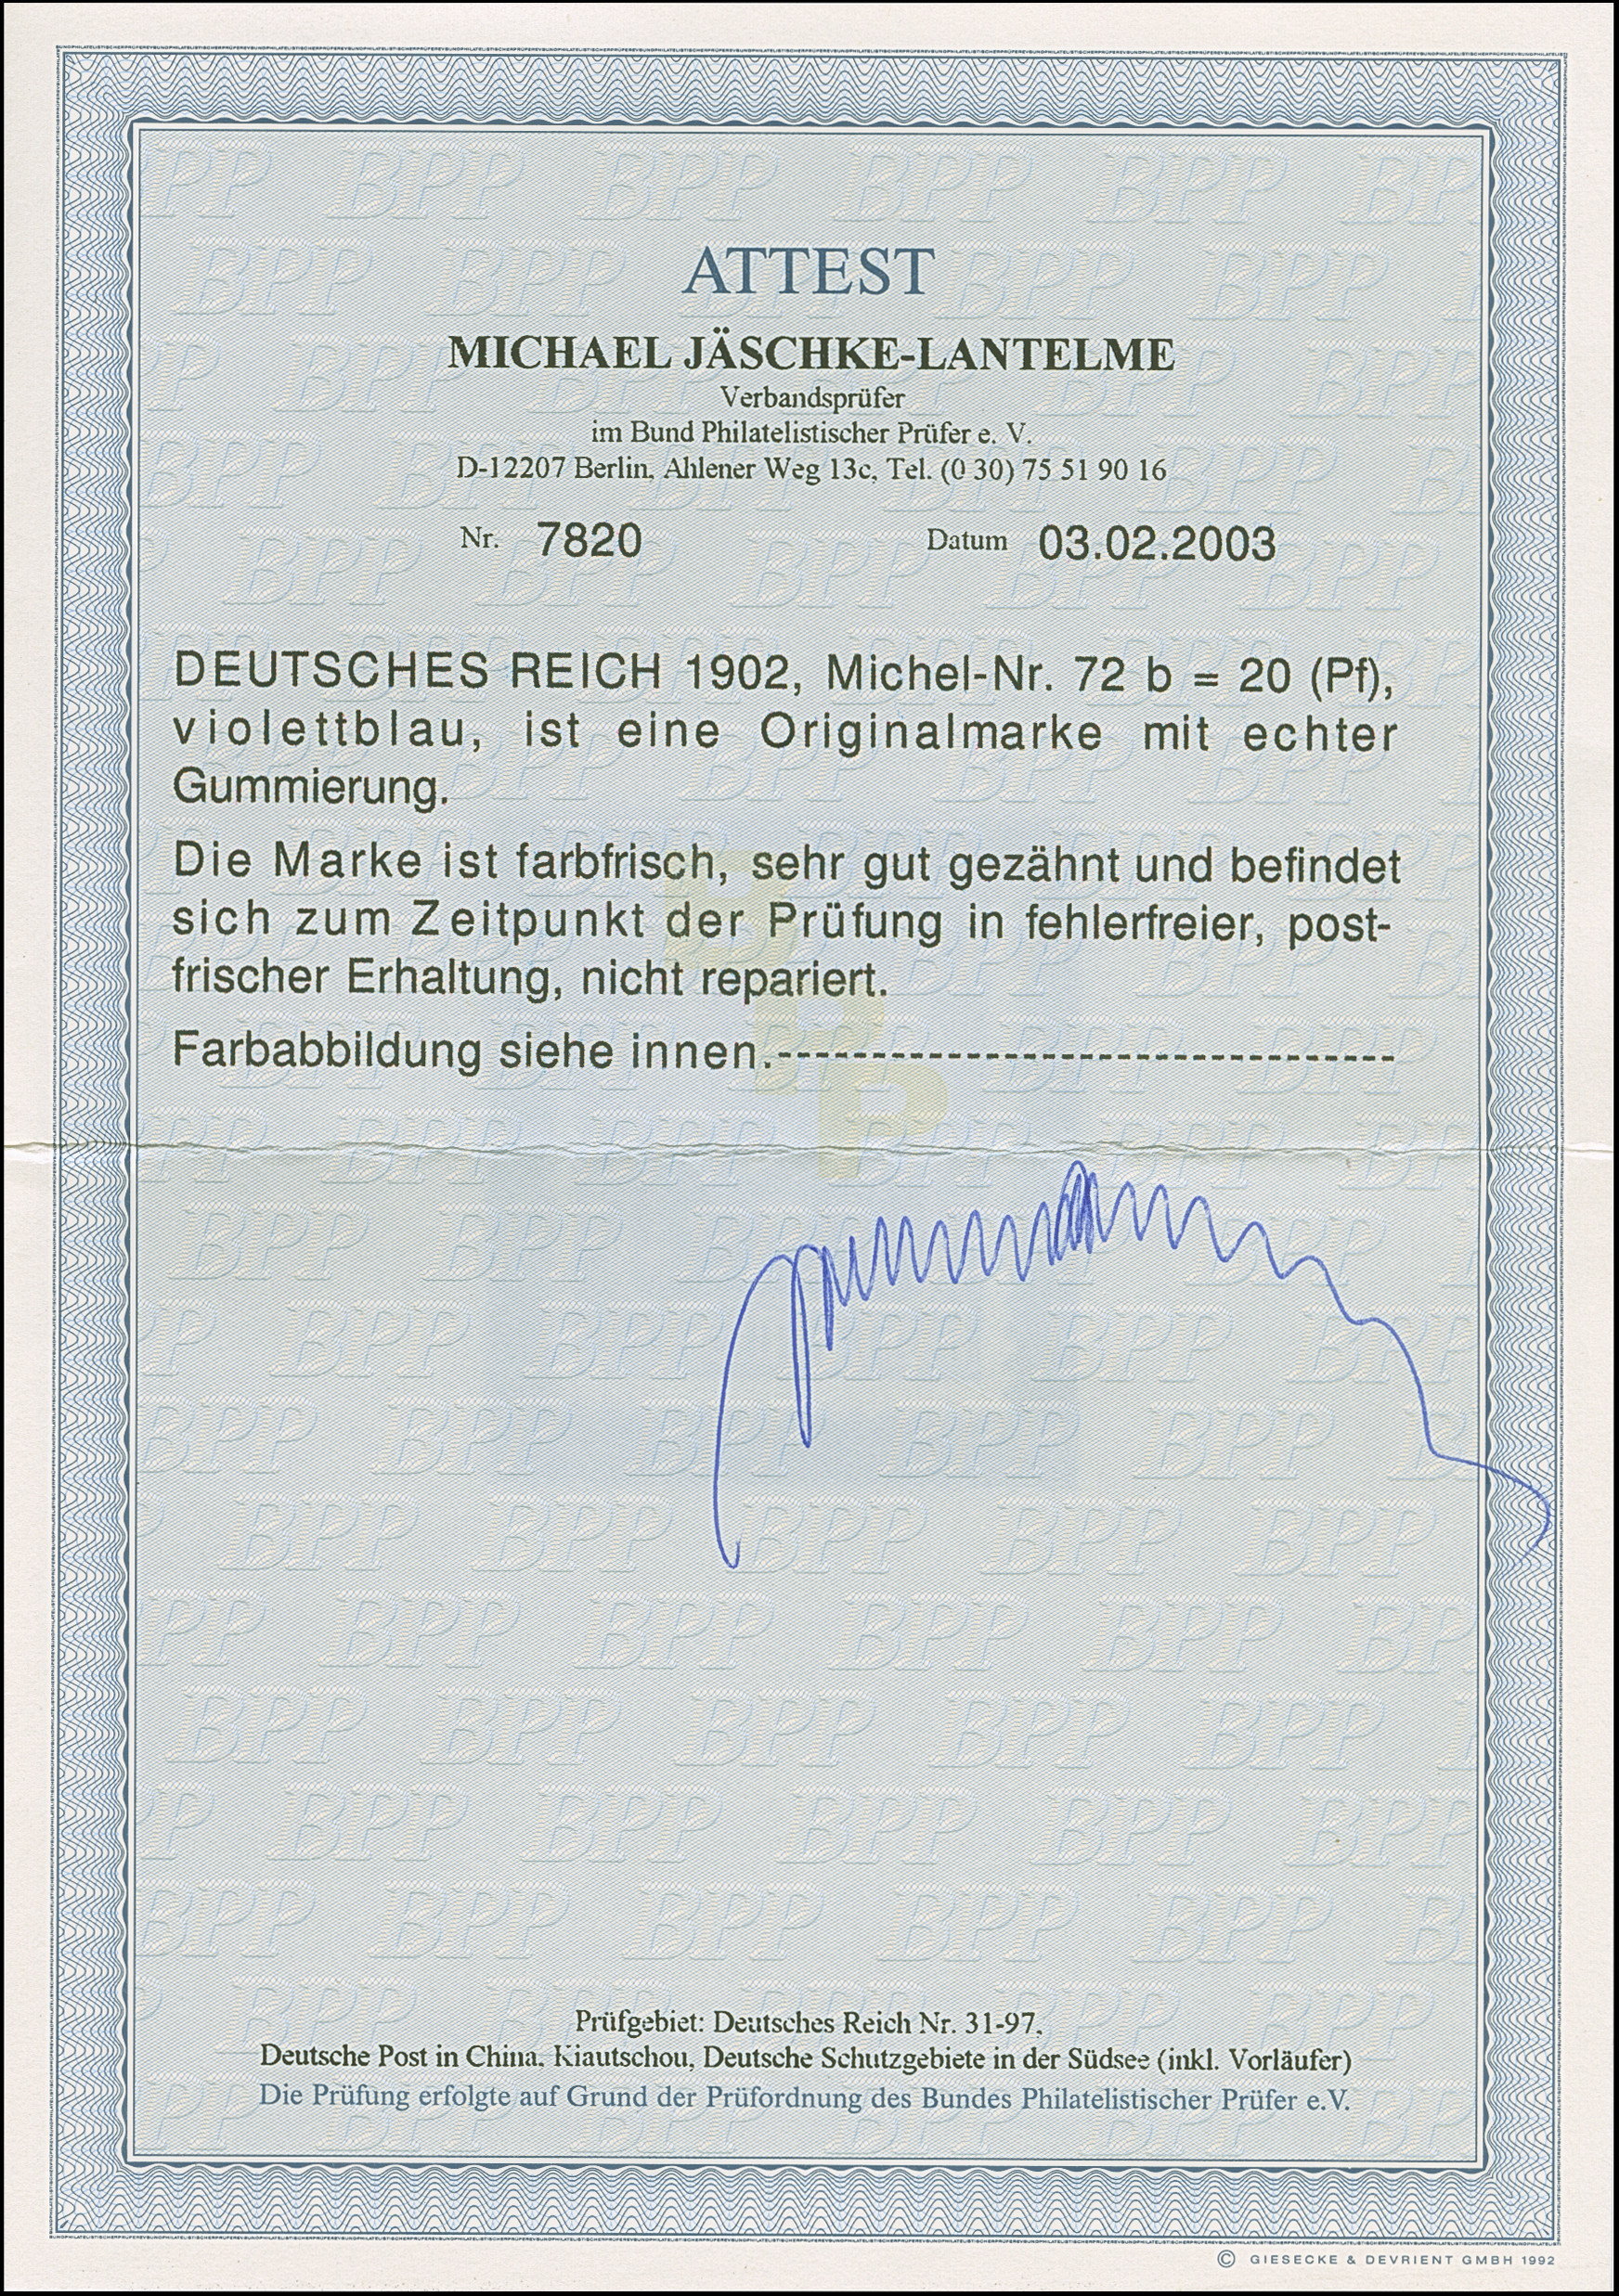 ATTEST
MICHAEL JÄSCHKE-LANTELME
Verbandsprüfer
im Bund Philatelistischer Prüfer e. V.
D-12207 Berlin, Ahlener Weg 13c, Tel. (0 30) 75 51 90 16
Nr. 7820 Datum 03.02.2003
DEUTSCHES REICH 1902, Michel-Nr. 72 b = 20 (Pf),
violettblau, ist eine Originalmarke mit echter
Gummierung.
Die Marke ist farbfrisch, sehr gut gezähnt und befindet
sich zum Zeitpunkt der Prüfung in fehlerfreier, post-
frischer Erhaltung, nicht repariert.
Farbabbildung siehe innen.---------------------------------
Prüfgebiet: Deutsches Reich Nr. 31-97,
Deutsche Post in China, Kiautschou, Deutsche Schutzgebiete in der Südsee (inkl. Vorläufer)
Die Prüfung erfolgte auf Grund der Prüfordnung des Bundes Philatelistischer Prüfer e.V.
© GIESECKE & DEVRIENT GMBH 1992